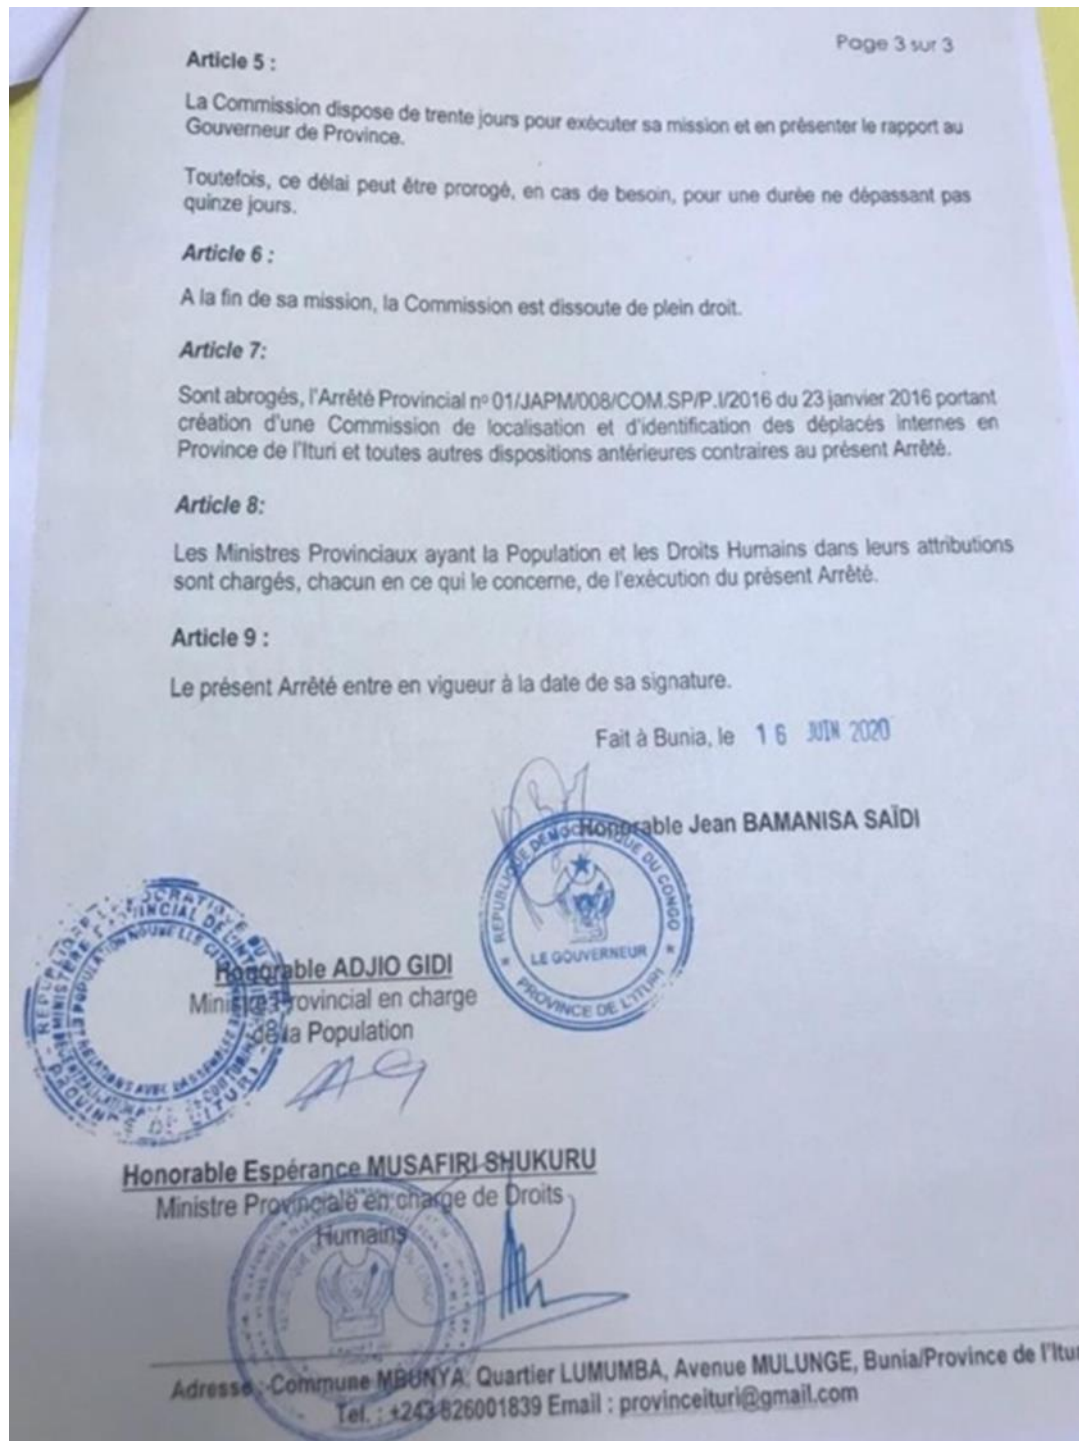 Page 3 sur 3
Article 5 :
La Commission dispose de trente jours pour exécuter sa mission et en présenter le rapport au
Gouverneur de Province.
Toutefois, ce délai peut être prorogé, en cas de besoin, pour une durée ne dépassant pas
quinze jours.
Article 6 :
A la fin de sa mission, la Commission est dissoute de plein droit.
Article 7:
Sont abrogés, l'Arrêté Provincial nº 01/JAPM/008/COM.SP/P.I/2016 du 23 janvier 2016 portant
création d'une Commission de localisation et d'identification des déplacés internes en
Province de l'Ituri et toutes autres dispositions antérieures contraires au présent Arrêté.
Article 8:
Les Ministres Provinciaux ayant la Population et les Droits Humains dans leurs attributions
sont chargés, chacun en ce qui le concerne, de l'exécution du présent Arrêté.
Article 9 :
Le présent Arrêté entre en vigueur à la date de sa signature.
Fait à Bunia, le 16 JUIN 2020
Honorable Jean BAMANISA SAÏDI
REPUBLIQUE DEMOCRATIQUE DU CONGO
LE GOUVERNEUR
PROVINCE DE L'ITURI
Honorable ADJIO GIDI
Ministre Provincial en charge
de la Population
PROVINCE DE L'ITURI
Honorable Espérance MUSAFIRI SHUKURU
Ministre Provinciale en charge de Droits
Humains
Adresse : Commune MBUNYA, Quartier LUMUMBA, Avenue MULUNGE, Bunia/Province de l'Itur
Tel. : +243 826001839 Email : provinceituri@gmail.com